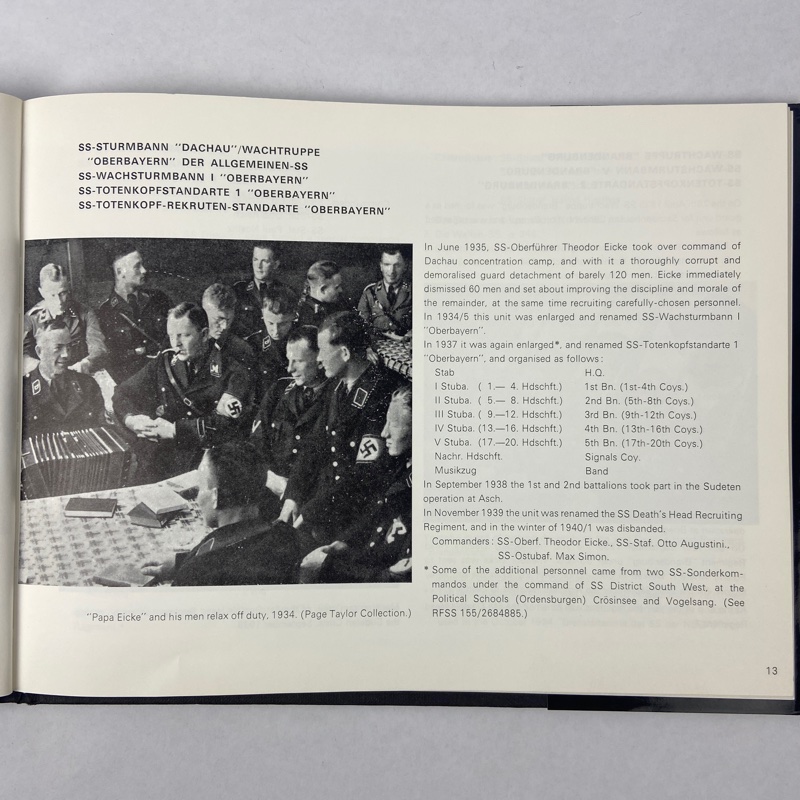 SS-STURMBANN "DACHAU"/WACHTRUPPE
"OBERBAYERN" DER ALLGEMEINEN-SS
SS-WACHSTURMBANN I "OBERBAYERN"
SS-TOTENKOPFSTANDARTE 1 "OBERBAYERN"
SS-TOTENKOPF-REKRUTEN-STANDARTE "OBERBAYERN"
"Papa Eicke" and his men relax off duty, 1934. (Page Taylor Collection.)
In June 1935, SS-Oberführer Theodor Eicke took over command of
Dachau concentration camp, and with it a thoroughly corrupt and
demoralised guard detachment of barely 120 men. Eicke immediately
dismissed 60 men and set about improving the discipline and morale of
the remainder, at the same time recruiting carefully-chosen personnel.
In 1934/5 this unit was enlarged and renamed SS-Wachsturmbann I
"Oberbayern".
In 1937 it was again enlarged*, and renamed SS-Totenkopfstandarte 1
"Oberbayern", and organised as follows:
Stab H.Q.
I Stuba. ( 1.— 4. Hdschft.) 1st Bn. (1st-4th Coys.)
II Stuba. ( 5.— 8. Hdschft.) 2nd Bn. (5th-8th Coys.)
III Stuba. ( 9.—12. Hdschft.) 3rd Bn. (9th-12th Coys.)
IV Stuba. (13.—16. Hdschft.) 4th Bn. (13th-16th Coys.)
V Stuba. (17.—20. Hdschft.) 5th Bn. (17th-20th Coys.)
Nachr. Hdschft. Signals Coy.
Musikzug Band
In September 1938 the 1st and 2nd battalions took part in the Sudeten
operation at Asch.
In November 1939 the unit was renamed the SS Death's Head Recruiting
Regiment, and in the winter of 1940/1 was disbanded.
Commanders: SS-Oberf. Theodor Eicke., SS-Staf. Otto Augustini.,
SS-Ostubaf. Max Simon.
* Some of the additional personnel came from two SS-Sonderkom-
mandos under the command of SS District South West, at the
Political Schools (Ordensburgen) Crösinsee and Vogelsang. (See
RFSS 155/2684885.)
13